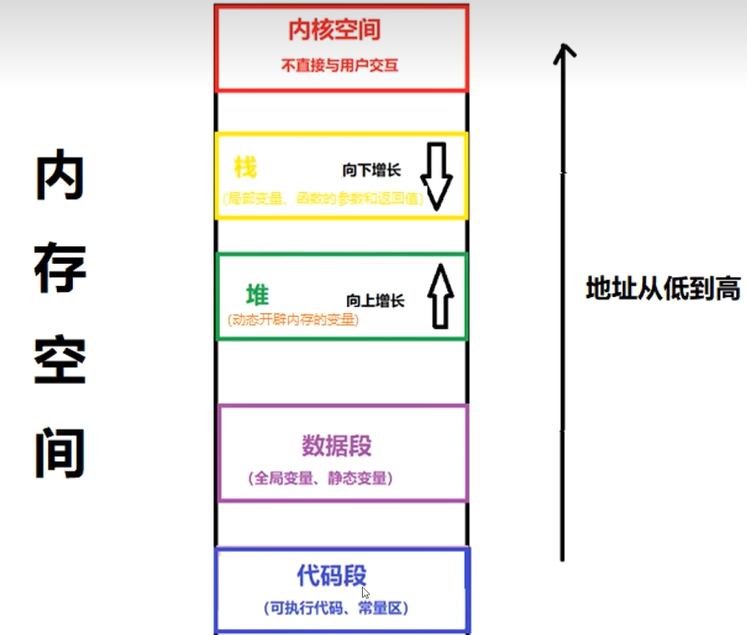 内存空间
内核空间
不直接与用户交互
栈
向下增长
(局部变量、函数的参数和返回值)
堆
向上增长
(动态开辟内存的变量)
数据段
(全局变量、静态变量)
代码段
(可执行代码、常量区)
地址从低到高